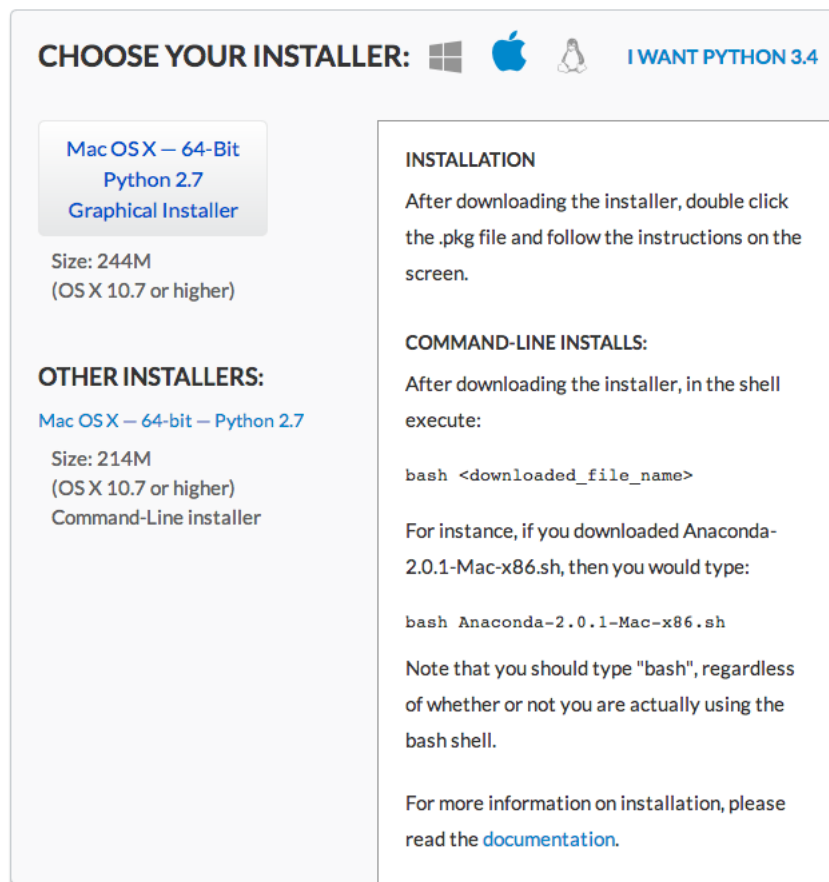 CHOOSE YOUR INSTALLER:
I WANT PYTHON 3.4
Mac OS X — 64-Bit
Python 2.7
Graphical Installer
Size: 244M
(OS X 10.7 or higher)
OTHER INSTALLERS:
Mac OS X — 64-bit — Python 2.7
Size: 214M
(OS X 10.7 or higher)
Command-Line installer
INSTALLATION
After downloading the installer, double click
the .pkg file and follow the instructions on the
screen.
COMMAND-LINE INSTALLS:
After downloading the installer, in the shell
execute:
bash <downloaded_file_name>
For instance, if you downloaded Anaconda-
2.0.1-Mac-x86.sh, then you would type:
bash Anaconda-2.0.1-Mac-x86.sh
Note that you should type "bash", regardless
of whether or not you are actually using the
bash shell.
For more information on installation, please
read the documentation.